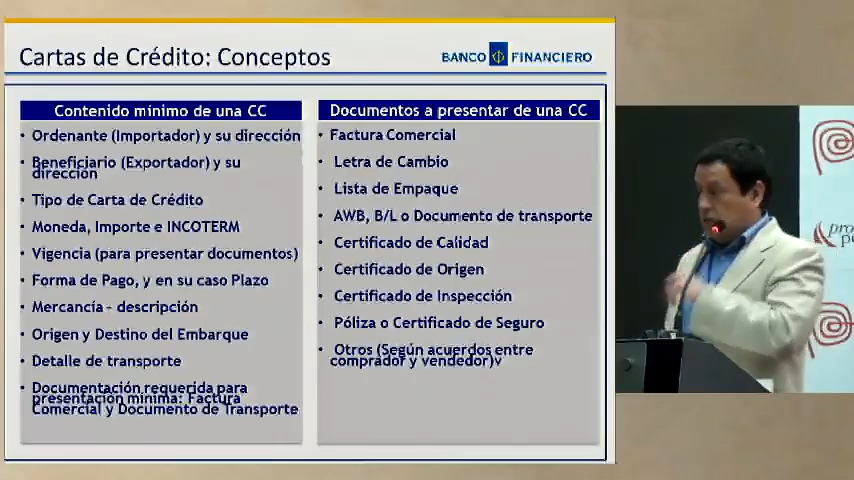 Cartas de Crédito: Conceptos
BANCO FINANCIERO
Contenido mínimo de una CC
• Ordenante (Importador) y su dirección
• Beneficiario (Exportador) y su
dirección
• Tipo de Carta de Crédito
• Moneda, Importe e INCOTERM
• Vigencia (para presentar documentos)
• Forma de Pago, y en su caso Plazo
• Mercancía – descripción
• Origen y Destino del Embarque
• Detalle de transporte
• Documentación requerida para
presentación mínima: Factura
Comercial y Documento de Transporte
Documentos a presentar de una CC
• Factura Comercial
• Letra de Cambio
• Lista de Empaque
• AWB, B/L o Documento de transporte
• Certificado de Calidad
• Certificado de Origen
• Certificado de Inspección
• Póliza o Certificado de Seguro
• Otros (Según acuerdos entre
comprador y vendedor)v